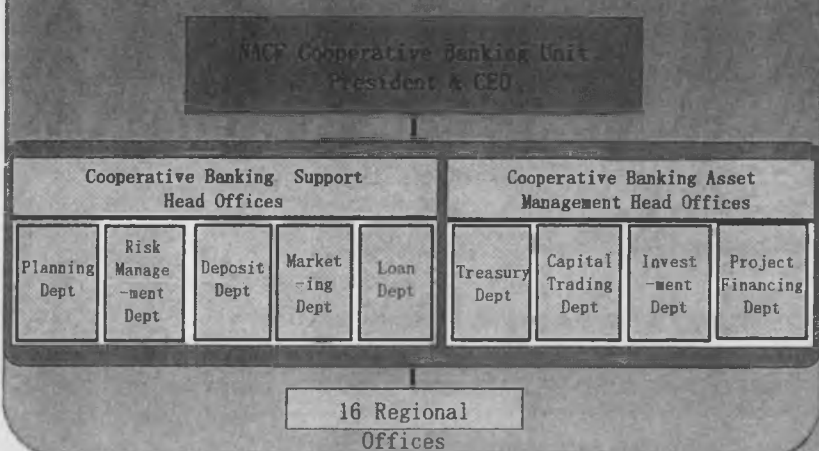 NACF Cooperative Banking Unit
President & CEO
Cooperative Banking Support
Head Offices
Cooperative Banking Asset
Management Head Offices
Planning
Dept
Risk
Manage
-ment
Dept
Deposit
Dept
Market
-ing
Dept
Loan
Dept
Treasury
Dept
Capital
Trading
Dept
Invest
-ment
Dept
Project
Financing
Dept
16 Regional
Offices